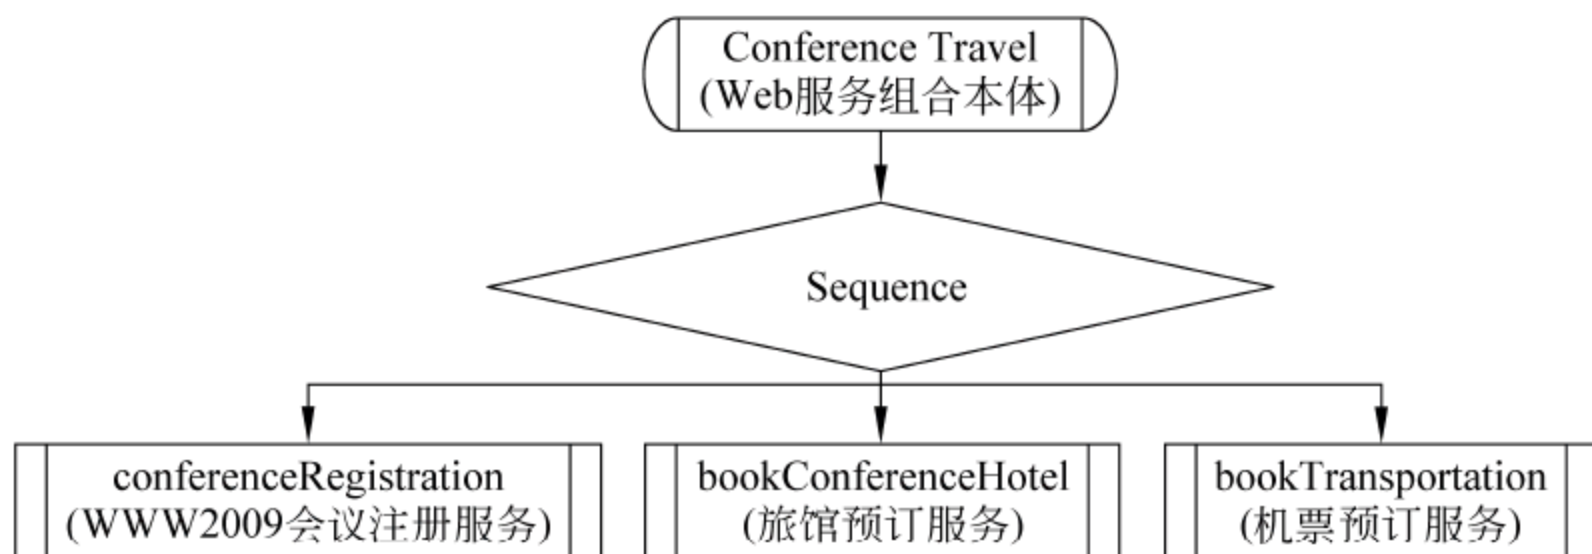 Conference Travel
(Web服务组合本体)
Sequence
conferenceRegistration
(WWW2009会议注册服务)
bookConferenceHotel
(旅馆预订服务)
bookTransportation
(机票预订服务)